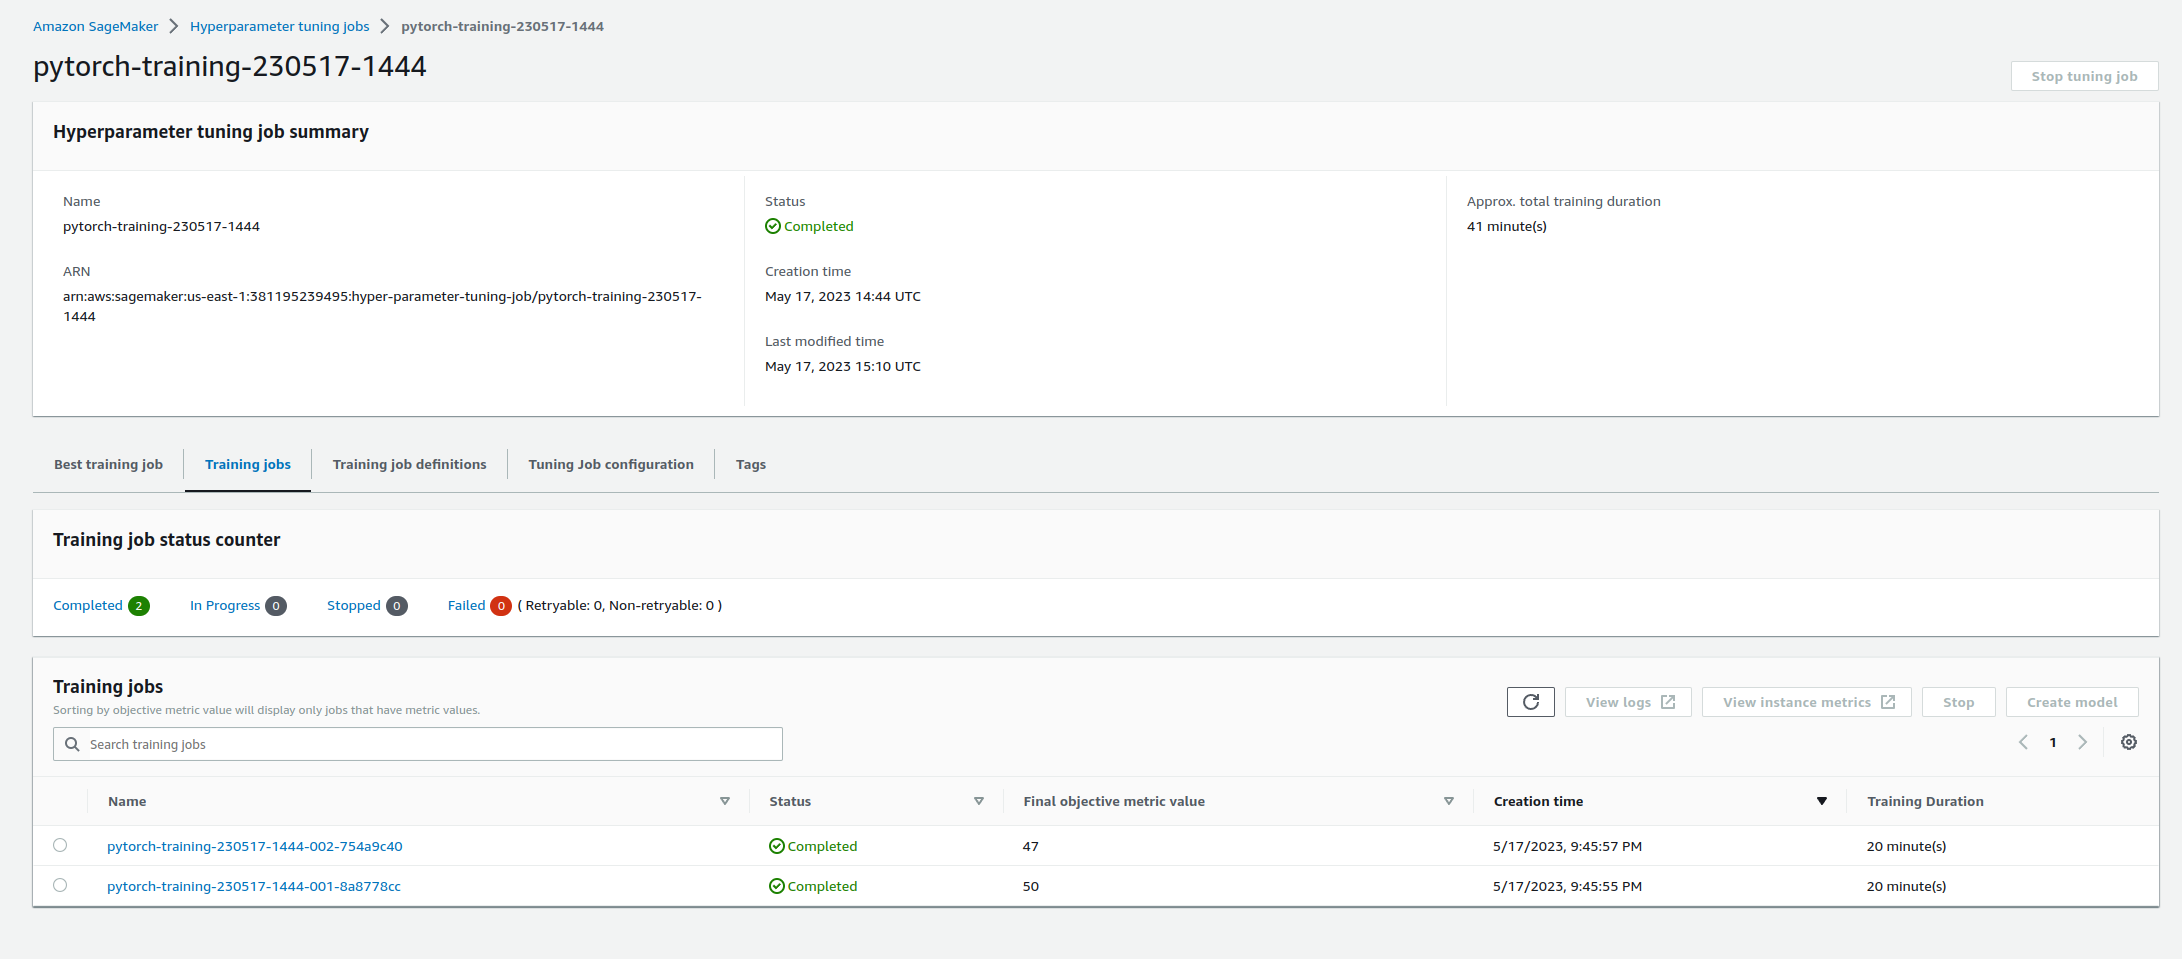 Amazon SageMaker > Hyperparameter tuning jobs > pytorch-training-230517-1444
pytorch-training-230517-1444
Stop tuning job
Hyperparameter tuning job summary
Name
pytorch-training-230517-1444
ARN
arn:aws:sagemaker:us-east-1:381195239495:hyper-parameter-tuning-job/pytorch-training-230517-
1444
Status
Completed
Creation time
May 17, 2023 14:44 UTC
Last modified time
May 17, 2023 15:10 UTC
Approx. total training duration
41 minute(s)
Best training job Training jobs Training job definitions Tuning Job configuration Tags
Training job status counter
Completed 2 In Progress 0 Stopped 0 Failed 0 ( Retryable: 0, Non-retryable: 0 )
Training jobs
Sorting by objective metric value will display only jobs that have metric values.
View logs View instance metrics Stop Create model
Search training jobs
1
Name Status Final objective metric value Creation time Training Duration
pytorch-training-230517-1444-002-754a9c40 Completed 47 5/17/2023, 9:45:57 PM 20 minute(s)
pytorch-training-230517-1444-001-8a8778cc Completed 50 5/17/2023, 9:45:55 PM 20 minute(s)